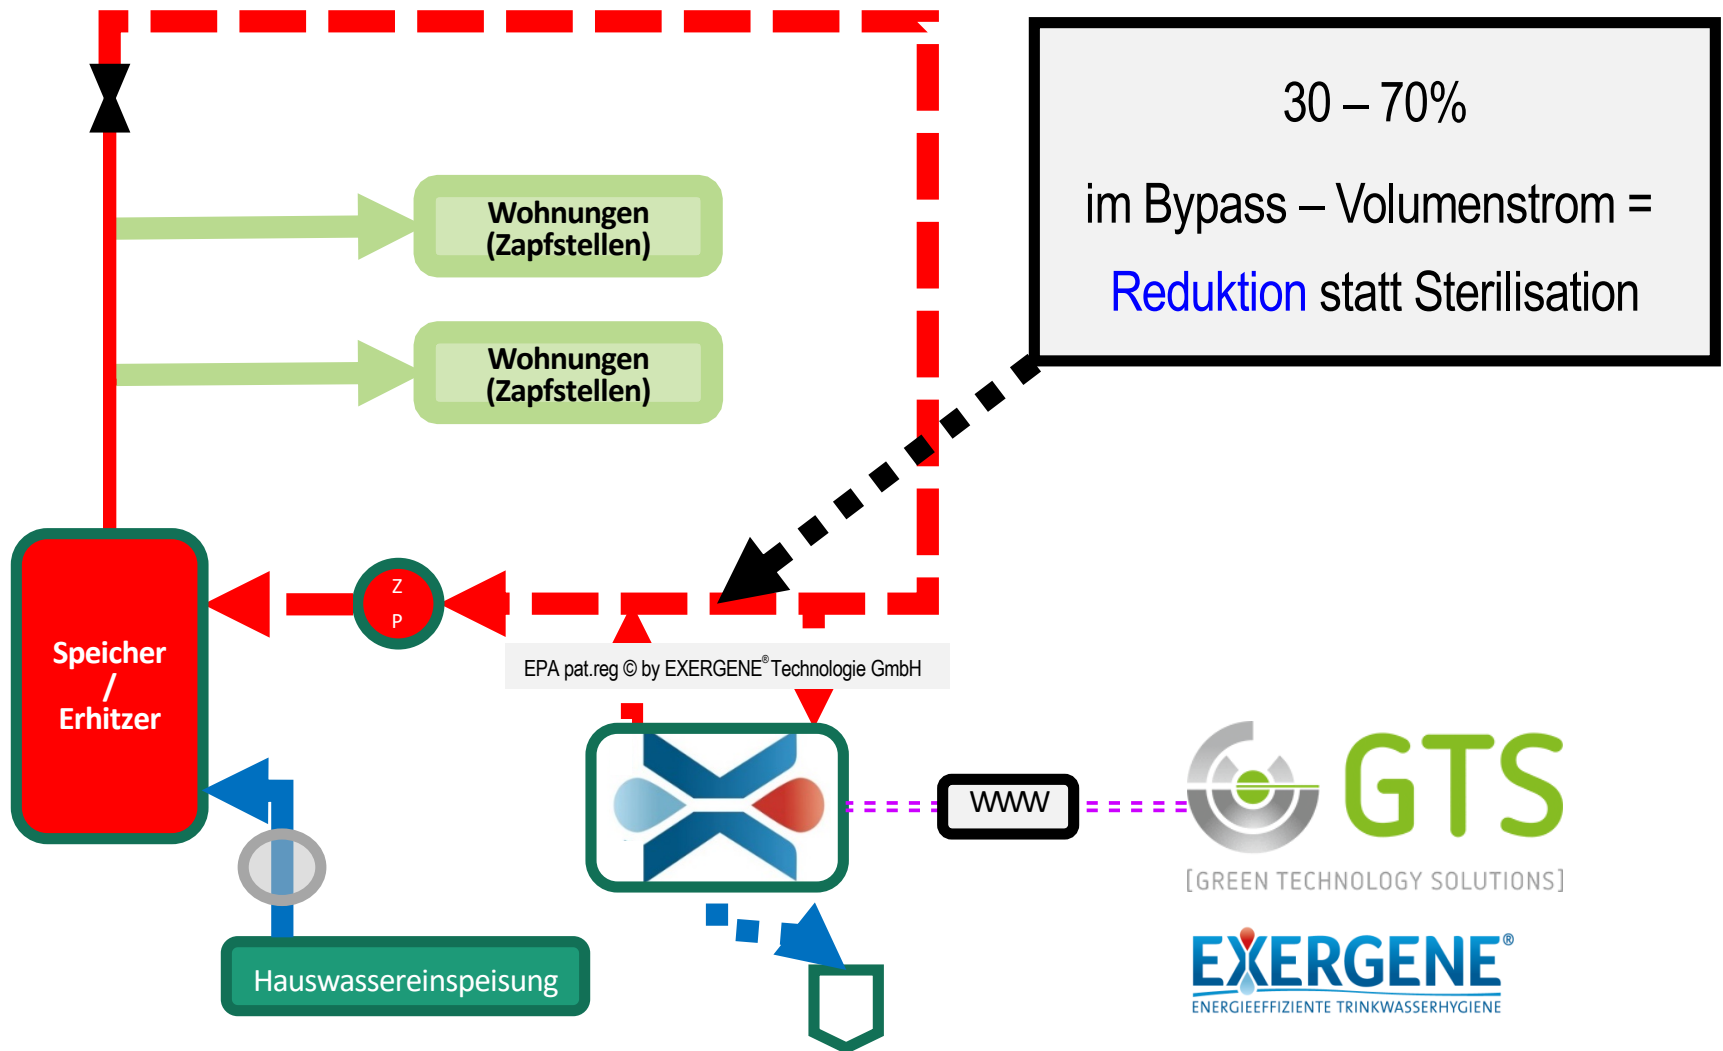 30 – 70%
im Bypass – Volumenstrom =
Reduktion statt Sterilisation
Wohnungen
(Zapfstellen)
Wohnungen
(Zapfstellen)
Z
P
Speicher
/
Erhitzer
EPA pat.reg © by EXERGENE® Technologie GmbH
WWW
GTS
[GREEN TECHNOLOGY SOLUTIONS]
Hauswassereinspeisung
EXERGENE®
ENERGIEEFFIZIENTE TRINKWASSERHYGIENE